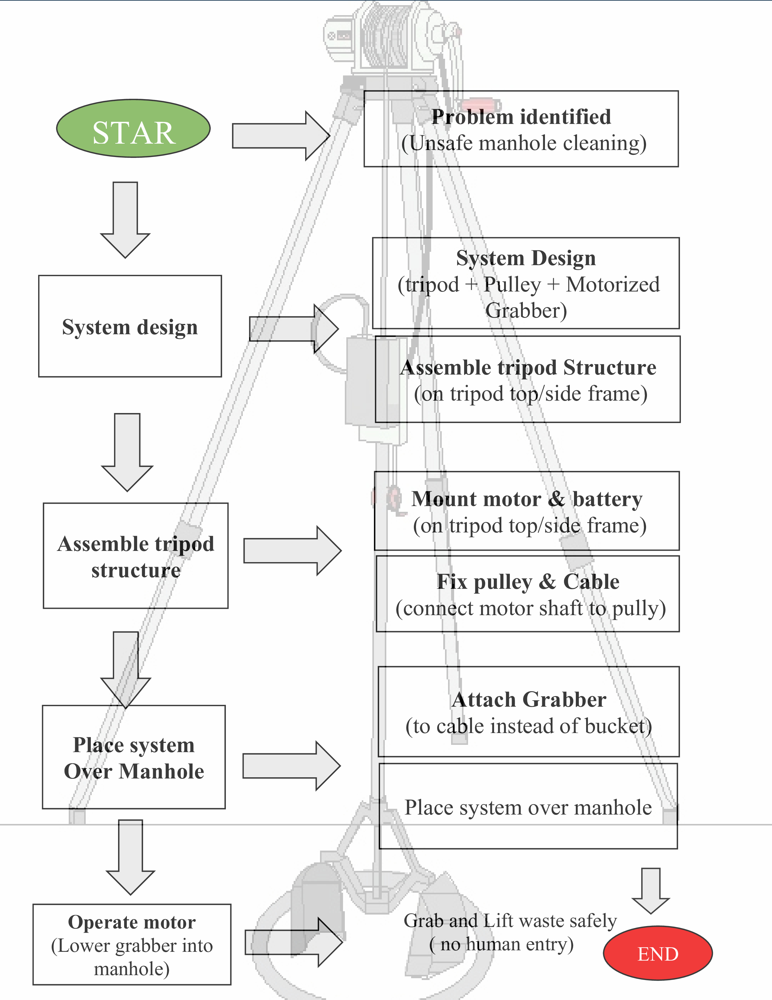 STAR
Problem identified
(Unsafe manhole cleaning)
System design
System Design
(tripod + Pulley + Motorized
Grabber)
Assemble tripod Structure
(on tripod top/side frame)
Assemble tripod
structure
Mount motor & battery
(on tripod top/side frame)
Fix pulley & Cable
(connect motor shaft to pully)
Place system
Over Manhole
Attach Grabber
(to cable instead of bucket)
Place system over manhole
Operate motor
(Lower grabber into
manhole)
Grab and Lift waste safely
( no human entry)
END